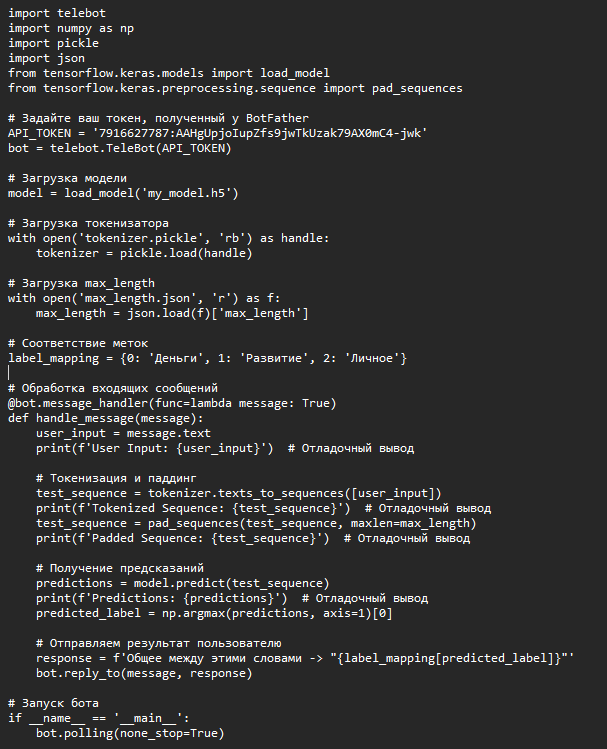 import telebot
import numpy as np
import pickle
import json
from tensorflow.keras.models import load_model
from tensorflow.keras.preprocessing.sequence import pad_sequences
# Задайте ваш токен, полученный у BotFather
API_TOKEN = '7916627787:AAHgUpjoIupZfs9jwTkUzak79AX0mC4-jwk'
bot = telebot.TeleBot(API_TOKEN)
# Загрузка модели
model = load_model('my_model.h5')
# Загрузка токенизатора
with open('tokenizer.pickle', 'rb') as handle:
    tokenizer = pickle.load(handle)
# Загрузка max_length
with open('max_length.json', 'r') as f:
    max_length = json.load(f)['max_length']
# Соответствие меток
label_mapping = {0: 'Деньги', 1: 'Развитие', 2: 'Личное'}
# Обработка входящих сообщений
@bot.message_handler(func=lambda message: True)
def handle_message(message):
    user_input = message.text
    print(f'User Input: {user_input}')  # Отладочный вывод
    # Токенизация и паддинг
    test_sequence = tokenizer.texts_to_sequences([user_input])
    print(f'Tokenized Sequence: {test_sequence}')  # Отладочный вывод
    test_sequence = pad_sequences(test_sequence, maxlen=max_length)
    print(f'Padded Sequence: {test_sequence}')  # Отладочный вывод
    # Получение предсказаний
    predictions = model.predict(test_sequence)
    print(f'Predictions: {predictions}')  # Отладочный вывод
    predicted_label = np.argmax(predictions, axis=1)[0]
    # Отправляем результат пользователю
    response = f'Общее между этими словами -> "{label_mapping[predicted_label]}"'
    bot.reply_to(message, response)
# Запуск бота
if __name__ == '__main__':
    bot.polling(none_stop=True)